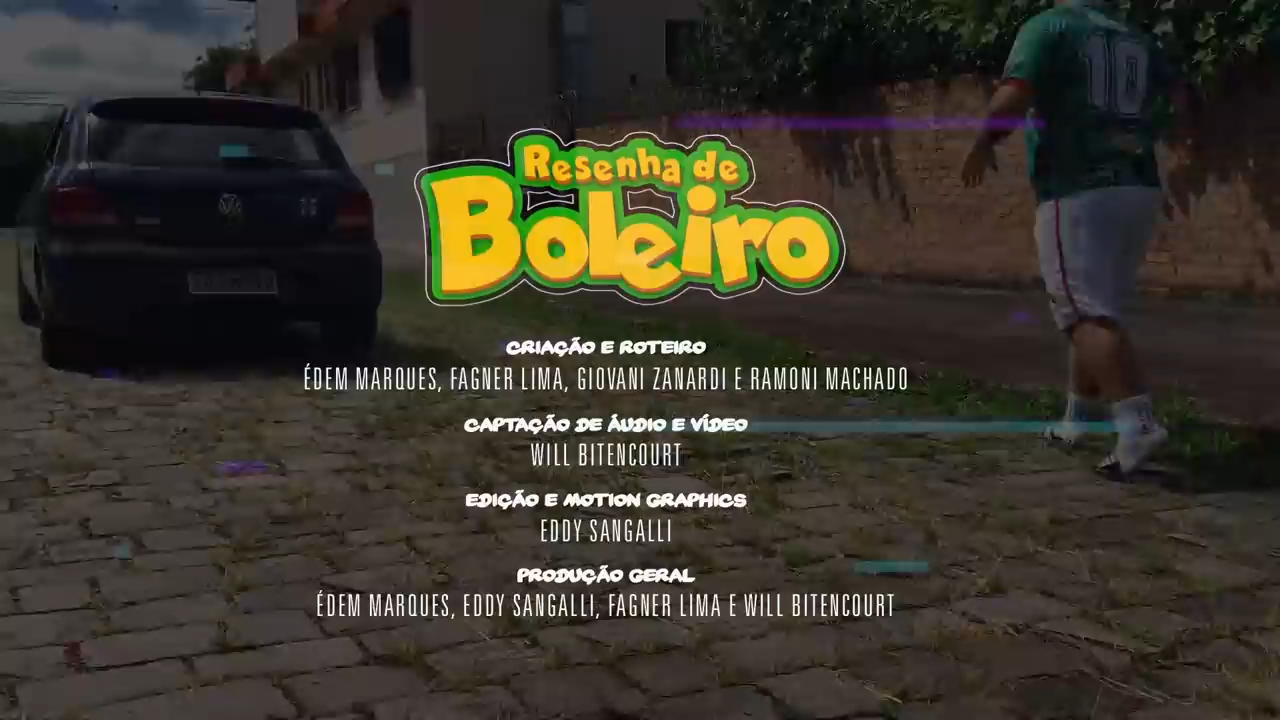 Resenha de
Boleiro
10
CRIAÇÃO E ROTEIRO
ÉDEM MARQUES, FAGNER LIMA, GIOVANI ZANARDI E RAMONI MACHADO
CAPTAÇÃO DE ÁUDIO E VÍDEO
WILL BITENCOURT
EDIÇÃO E MOTION GRAPHICS
EDDY SANGALLI
PRODUÇÃO GERAL
ÉDEM MARQUES, EDDY SANGALLI, FAGNER LIMA E WILL BITENCOURT